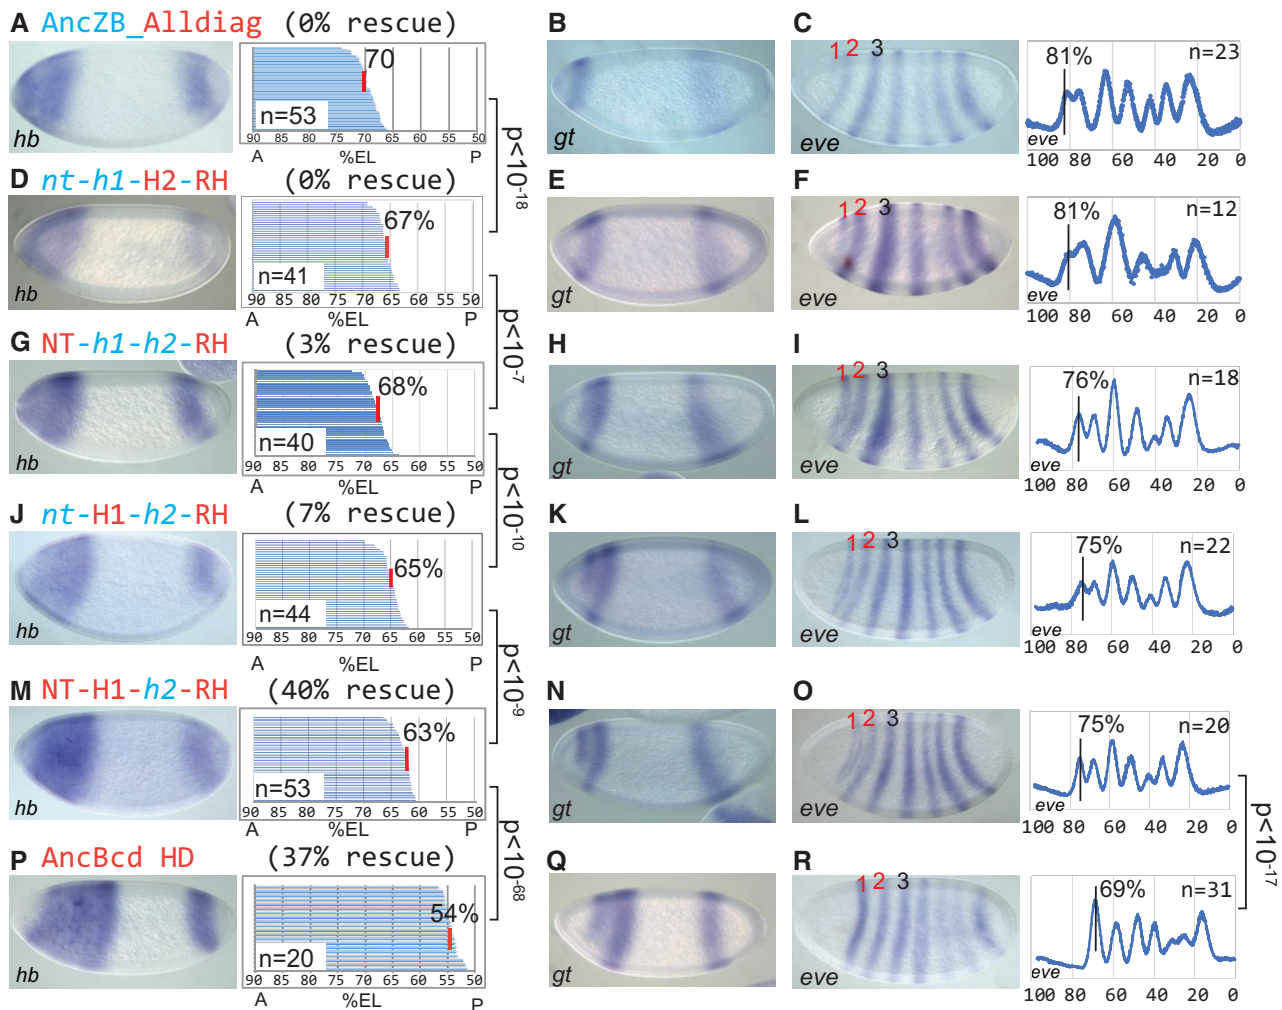 A AncZB_Alldiag (0% rescue)
70
n=53
hb
90 85 80 75 70 65 60 55 50
A %EL P
B
gt
C
1 2 3
eve
81%
n=23
eve
100 80 60 40 20 0
p<10-18
D nt-h1-H2-RH (0% rescue)
67%
n=41
hb
90 85 80 75 70 65 60 55 50
A %EL P
E
gt
F
1 2 3
eve
81%
n=12
eve
100 80 60 40 20 0
p<10-7
G NT-h1-h2-RH (3% rescue)
68%
n=40
hb
90 85 80 75 70 65 60 55 50
A %EL P
H
gt
I
1 2 3
eve
76%
n=18
eve
100 80 60 40 20 0
p<10-10
J nt-H1-h2-RH (7% rescue)
65%
n=44
hb
90 85 80 75 70 65 60 55 50
A %EL P
K
gt
L
1 2 3
eve
75%
n=22
eve
100 80 60 40 20 0
p<10-9
M NT-H1-h2-RH (40% rescue)
63%
n=53
hb
90 85 80 75 70 65 60 55 50
A %EL P
N
gt
O
1 2 3
eve
75%
n=20
eve
100 80 60 40 20 0
p<10-68
P AncBcd HD (37% rescue)
54%
n=20
hb
90 85 80 75 70 65 60 55 50
A %EL P
Q
gt
R
1 2 3
eve
69%
n=31
eve
100 80 60 40 20 0
p<10-17